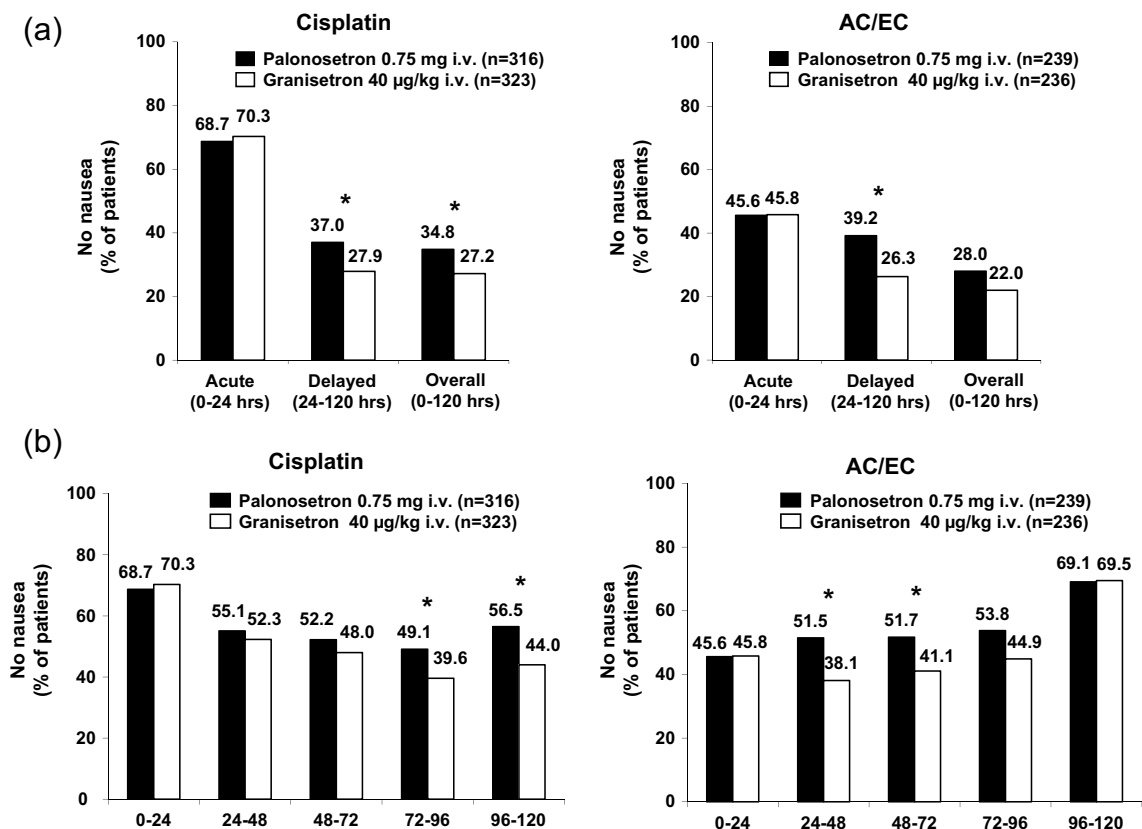 (a)
Cisplatin
Palonosetron 0.75 mg i.v. (n=316)
Granisetron 40 µg/kg i.v. (n=323)
No nausea
(% of patients)
100
80
60
40
20
0
68.7 70.3
*
37.0
27.9
*
34.8
27.2
Acute Delayed Overall
(0-24 hrs) (24-120 hrs) (0-120 hrs)
AC/EC
Palonosetron 0.75 mg i.v. (n=239)
Granisetron 40 µg/kg i.v. (n=236)
No nausea
(% of patients)
100
80
60
40
20
0
45.6 45.8
*
39.2
26.3
28.0
22.0
Acute Delayed Overall
(0-24 hrs) (24-120 hrs) (0-120 hrs)
(b)
Cisplatin
Palonosetron 0.75 mg i.v. (n=316)
Granisetron 40 µg/kg i.v. (n=323)
No nausea
(% of patients)
100
80
60
40
20
0
68.7 70.3
55.1 52.3
52.2 48.0
*
49.1
39.6
*
56.5
44.0
0-24 24-48 48-72 72-96 96-120
AC/EC
Palonosetron 0.75 mg i.v. (n=239)
Granisetron 40 µg/kg i.v. (n=236)
No nausea
(% of patients)
100
80
60
40
20
0
45.6 45.8
*
51.5
38.1
*
51.7
41.1
53.8
44.9
69.1 69.5
0-24 24-48 48-72 72-96 96-120